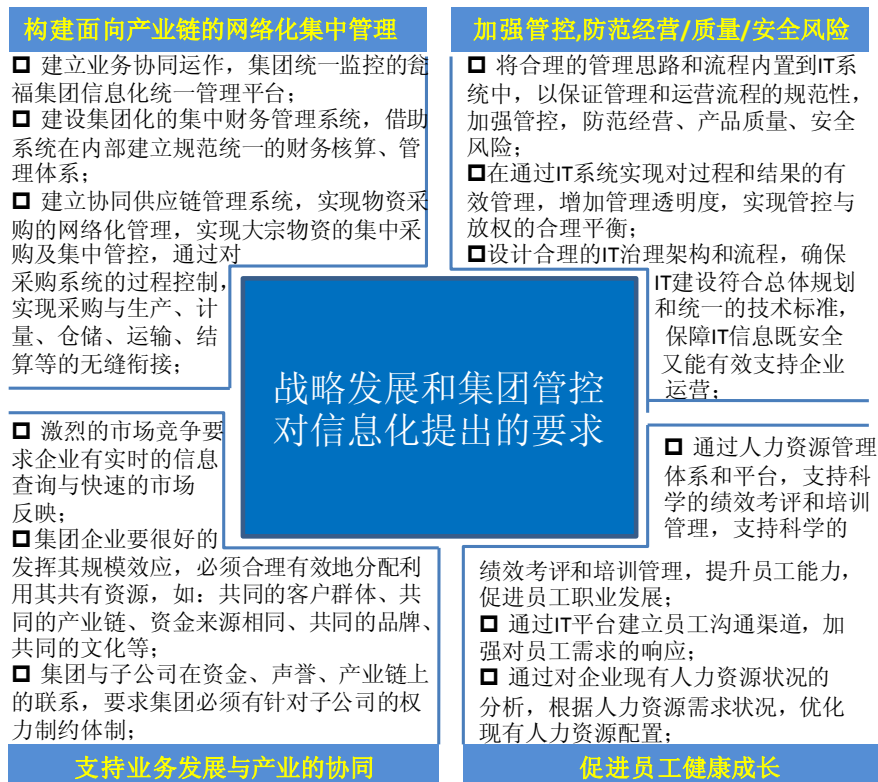 构建面向产业链的网络化集中管理
□ 建立业务协同运作，集团统一监控的瓮
福集团信息化统一管理平台；
□ 建设集团化的集中财务管理系统，借助
系统在内部建立规范统一的财务核算、管
理体系；
□ 建立协同供应链管理系统，实现物资采
购的网络化管理，实现大宗物资的集中采
购及集中管控，通过对
采购系统的过程控制，
实现采购与生产、计
量、仓储、运输、结
算等的无缝衔接；
加强管控,防范经营/质量/安全风险
□ 将合理的管理思路和流程内置到IT系
统中，以保证管理和运营流程的规范性，
加强管控，防范经营、产品质量、安全
风险；
□在通过IT系统实现对过程和结果的有
效管理，增加管理透明度，实现管控与
放权的合理平衡；
□设计合理的IT治理架构和流程，确保
IT建设符合总体规划
和统一的技术标准，
保障IT信息既安全
又能有效支持企业
运营；
战略发展和集团管控
对信息化提出的要求
□ 激烈的市场竞争要
求企业有实时的信息
查询与快速的市场
反映；
□集团企业要很好的
发挥其规模效应，必须合理有效地分配利
用其共有资源，如：共同的客户群体、共
同的产业链、资金来源相同、共同的品牌、
共同的文化等；
□ 集团与子公司在资金、声誉、产业链上
的联系，要求集团必须有针对子公司的权
力制约体制；
支持业务发展与产业的协同
□ 通过人力资源管理
体系和平台，支持科
学的绩效考评和培训
管理，支持科学的
绩效考评和培训管理，提升员工能力，
促进员工职业发展；
□ 通过IT平台建立员工沟通渠道，加
强对员工需求的响应；
□ 通过对企业现有人力资源状况的
分析，根据人力资源需求状况，优化
现有人力资源配置；
促进员工健康成长